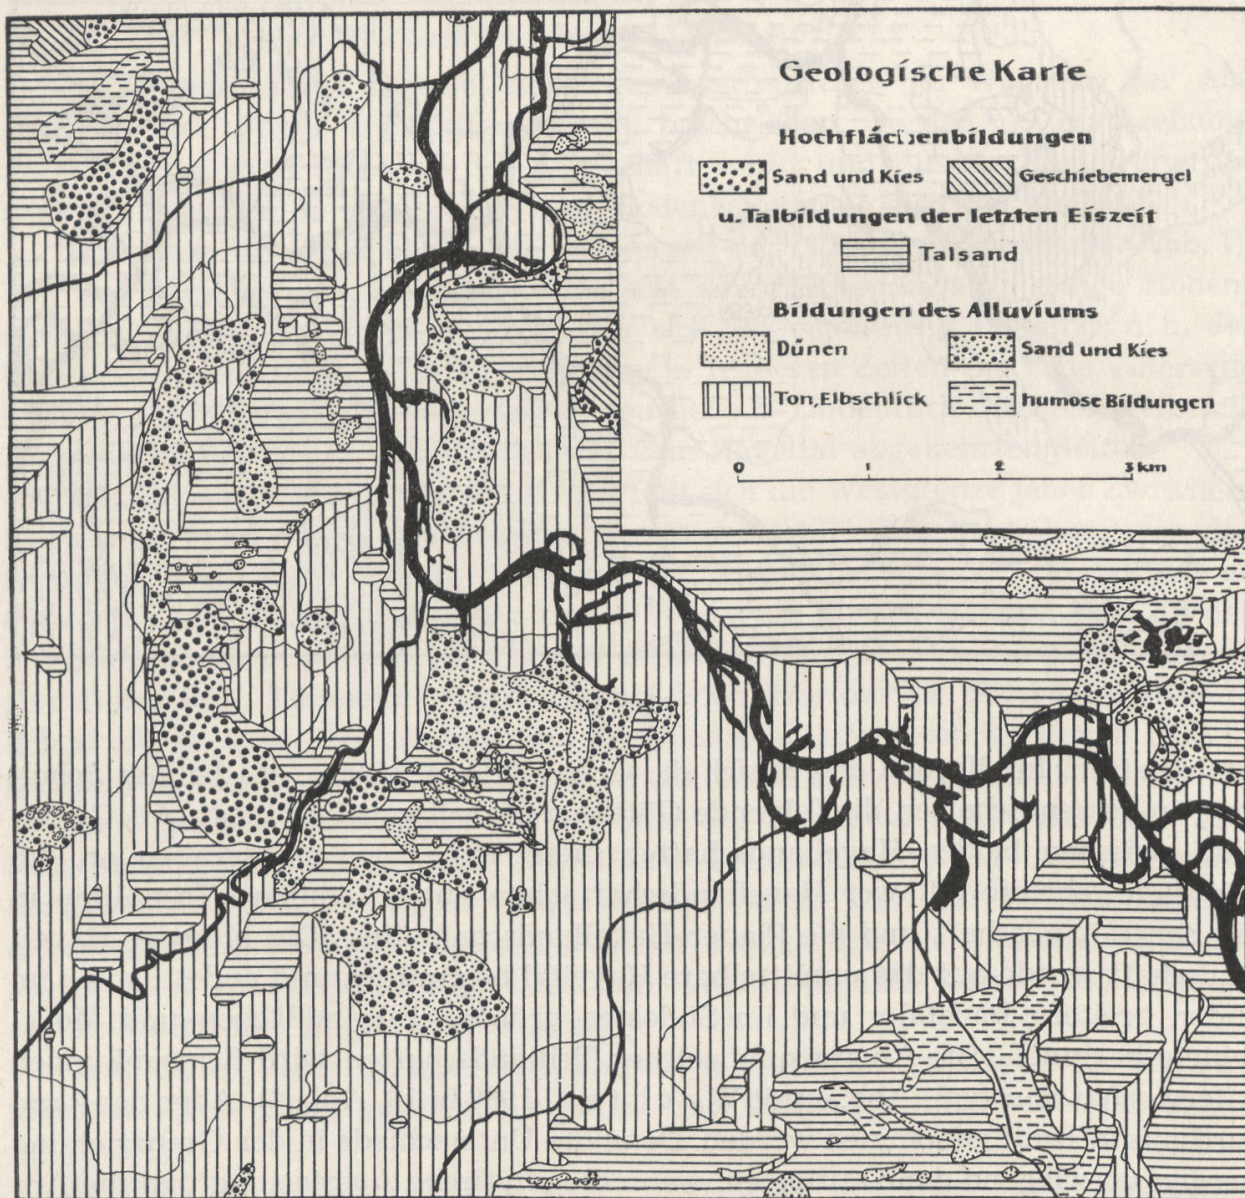 Geologische Karte
Hochflächenbildungen
Sand und Kies
Geschiebemergel
u. Talbildungen der letzten Eiszeit
Talsand
Bildungen des Alluviums
Dünen
Sand und Kies
Ton, Elbschlick
humose Bildungen
0 1 2 3 km